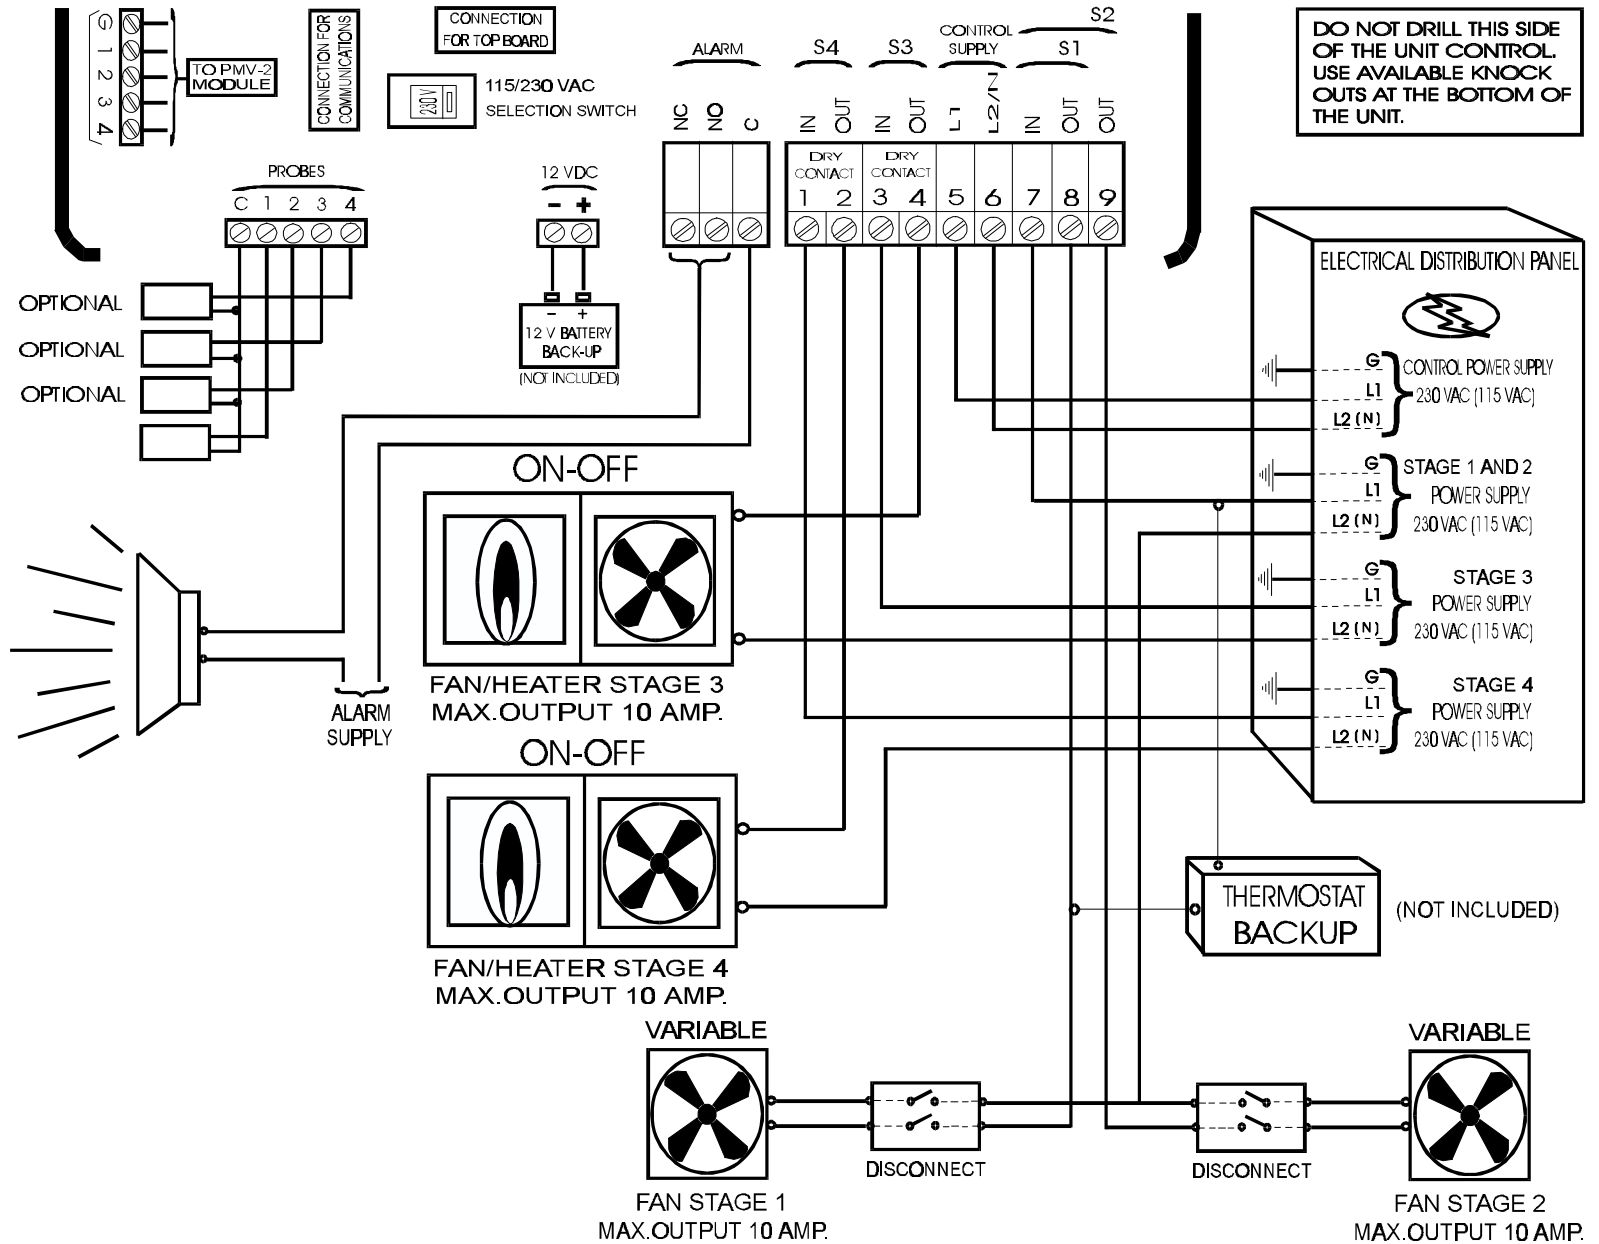 G
1
2
3
4
TO PMV-2
MODULE
CONNECTION FOR
COMMUNICATIONS
CONNECTION
FOR TOP BOARD
230 V
115/230 VAC
SELECTION SWITCH
PROBES
C 1 2 3 4
12 VDC
- +
ALARM
NC NO C
S4
S3
CONTROL
SUPPLY
S2
S1
IN OUT IN OUT L1 L2/N IN OUT OUT
DRY
CONTACT
DRY
CONTACT
1 2 3 4 5 6 7 8 9
DO NOT DRILL THIS SIDE
OF THE UNIT CONTROL.
USE AVAILABLE KNOCK
OUTS AT THE BOTTOM OF
THE UNIT.
OPTIONAL
OPTIONAL
OPTIONAL
- +
12 V BATTERY
BACK-UP
(NOT INCLUDED)
ELECTRICAL DISTRIBUTION PANEL
G
L1
L2 (N)
CONTROL POWER SUPPLY
230 VAC (115 VAC)
G
L1
L2 (N)
STAGE 1 AND 2
POWER SUPPLY
230 VAC (115 VAC)
G
L1
L2 (N)
STAGE 3
POWER SUPPLY
230 VAC (115 VAC)
G
L1
L2 (N)
STAGE 4
POWER SUPPLY
230 VAC (115 VAC)
ON-OFF
FAN/HEATER STAGE 3
MAX.OUTPUT 10 AMP.
ALARM
SUPPLY
ON-OFF
FAN/HEATER STAGE 4
MAX.OUTPUT 10 AMP.
THERMOSTAT
BACKUP
(NOT INCLUDED)
VARIABLE
DISCONNECT
FAN STAGE 1
MAX.OUTPUT 10 AMP.
VARIABLE
DISCONNECT
FAN STAGE 2
MAX.OUTPUT 10 AMP.